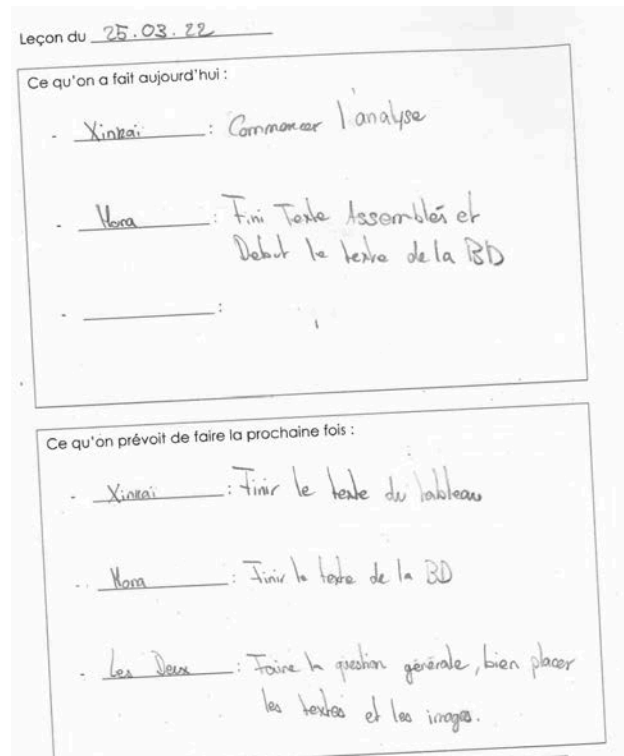 Leçon du 25.03.22
Ce qu'on a fait aujourd'hui :
- Xinkai : Commencer l'analyse
- Nora : Fini Texte Assemblés et
Debut le texte de la BD
- :
Ce qu'on prévoit de faire la prochaine fois :
- Xinkai : Finir le texte du tableau
- Nora : Finir le texte de la BD
- Les Deux : Faire la question générale, bien placer
les textes et les images.